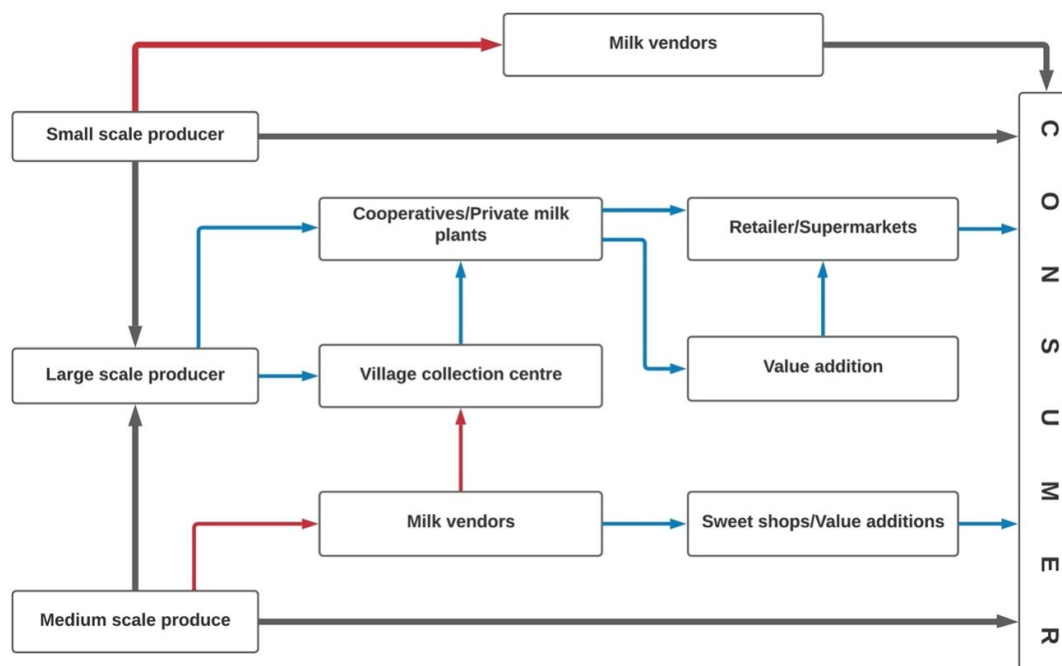 Milk vendors
Small scale producer
Cooperatives/Private milk
plants
Retailer/Supermarkets
Large scale producer
Village collection centre
Value addition
Milk vendors
Sweet shops/Value additions
Medium scale produce
CONSUMER